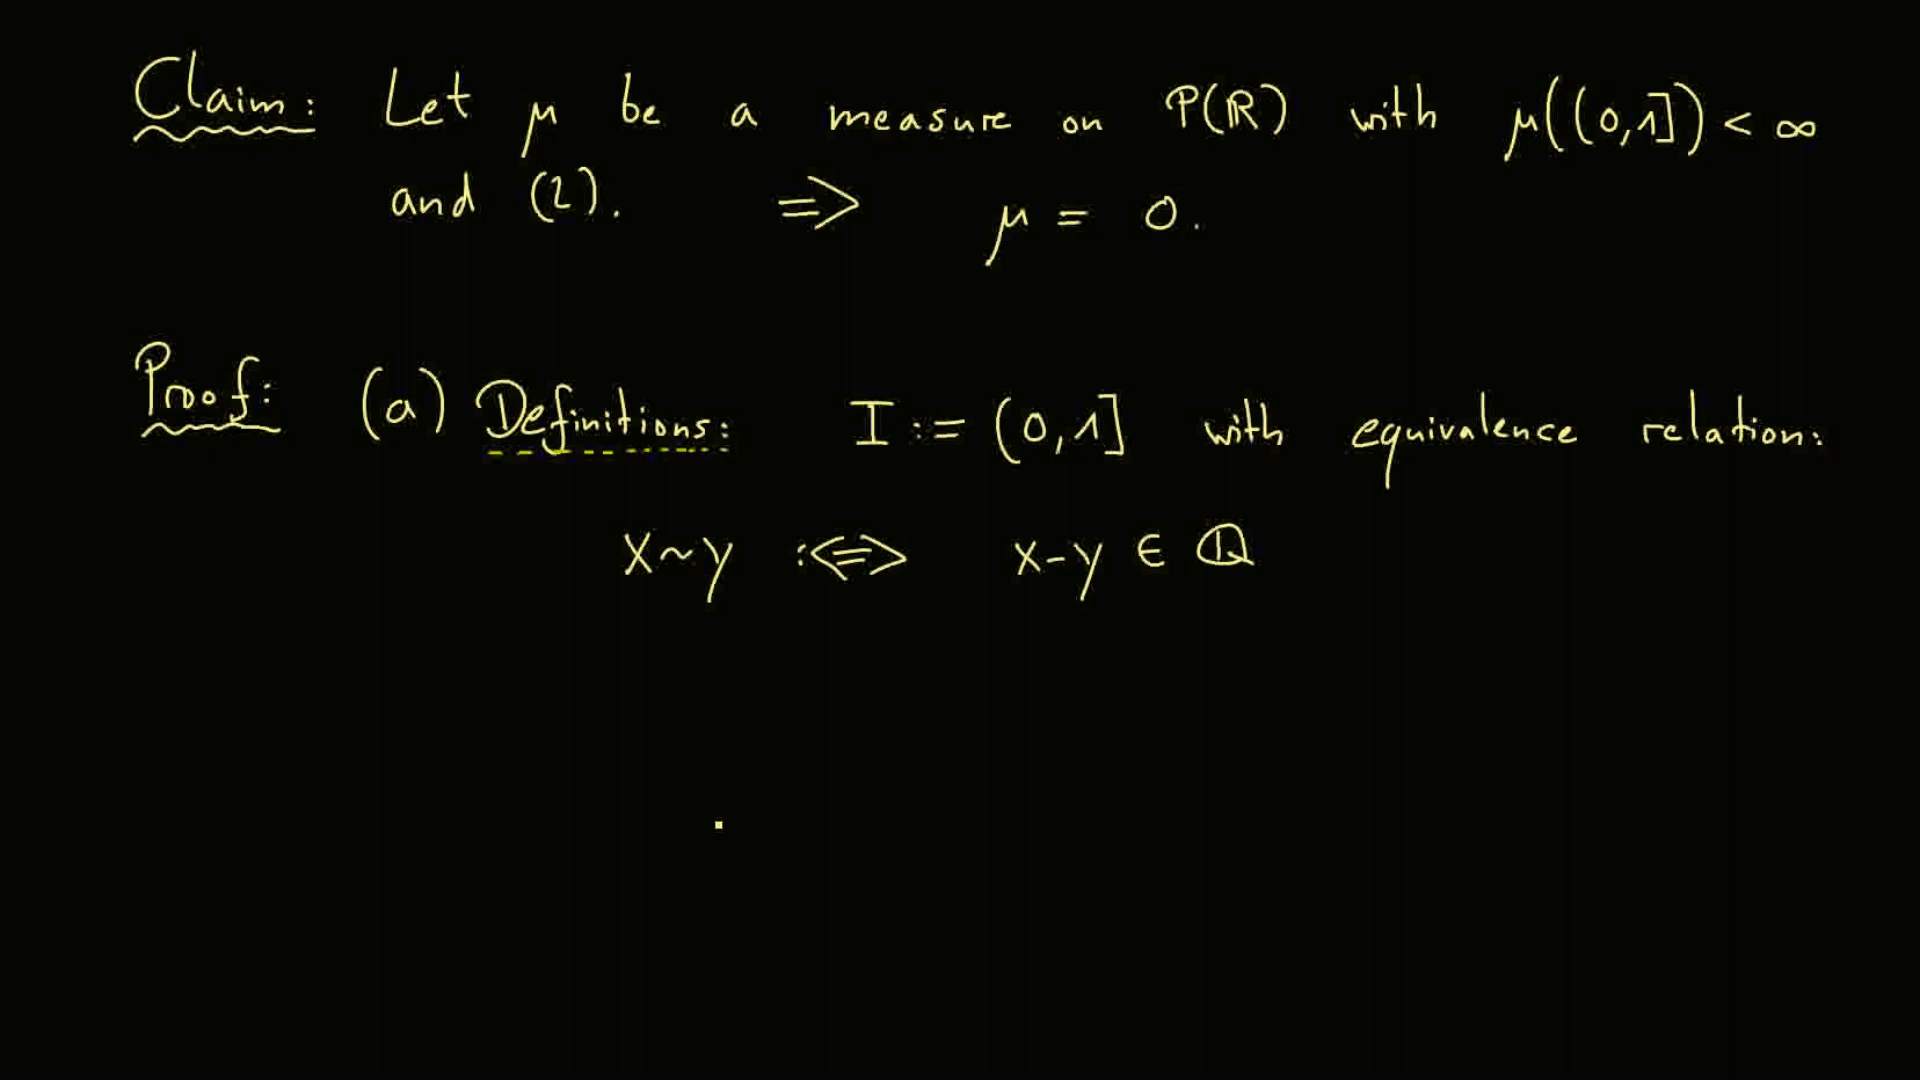 Claim: Let μ be a measure on P(ℝ) with μ((0,1]) < ∞
and (2). => μ = 0.
Proof: (a) Definitions: I := (0,1] with equivalence relation:
x~y :<=> x-y ∈ ℚ